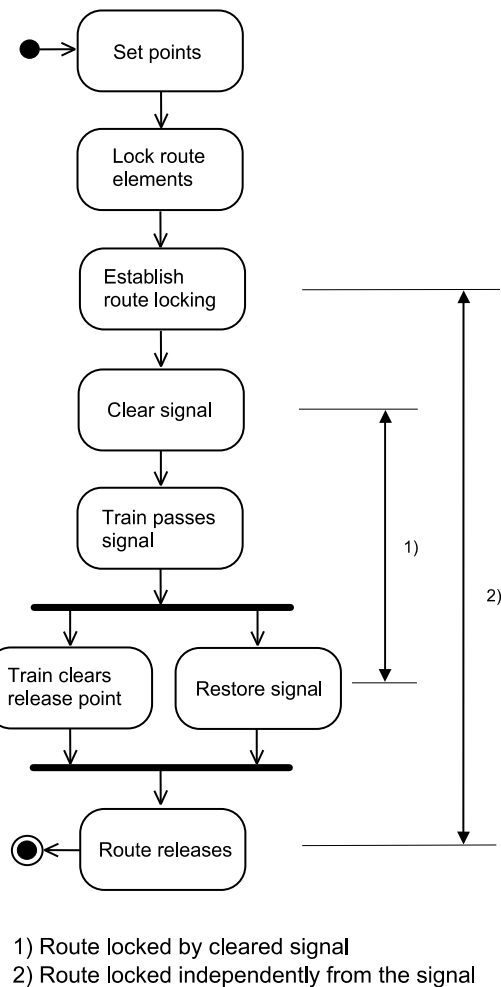 Set points
Lock route
elements
Establish
route locking
Clear signal
Train passes
signal
1)
2)
Train clears
release point
Restore signal
Route releases
1) Route locked by cleared signal
2) Route locked independently from the signal